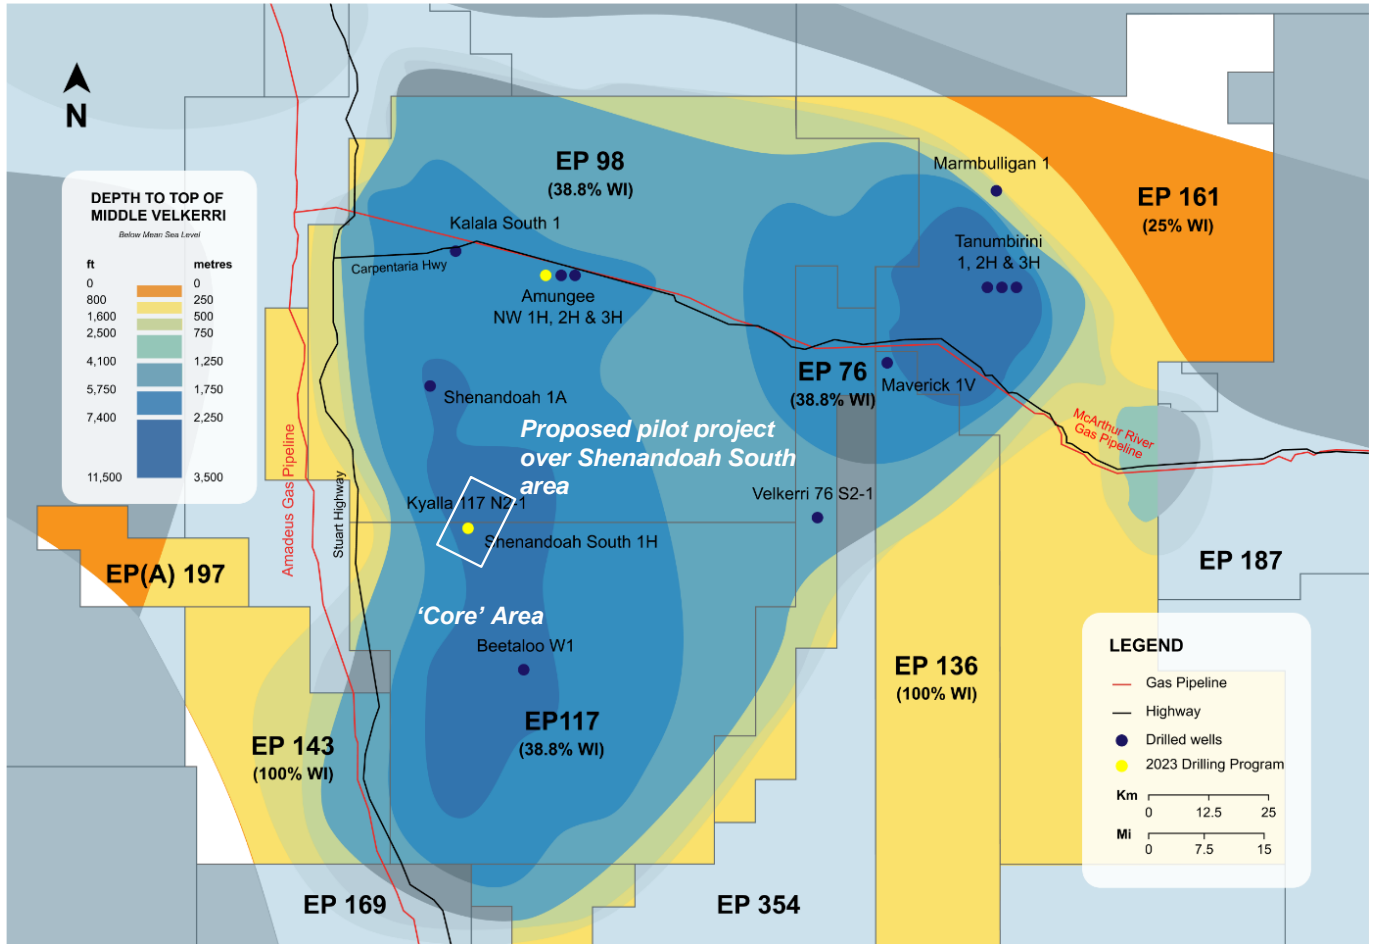 N
DEPTH TO TOP OF
MIDDLE VELKERRI
Below Mean Sea Level
ft metres
0 0
800 250
1,600 500
2,500 750
4,100 1,250
5,750 1,750
7,400 2,250
11,500 3,500
EP 98
(38.8% WI)
Marmbulligan 1
EP 161
(25% WI)
Kalala South 1
Carpentaria Hwy
Tanumbirini
1, 2H & 3H
Amungee
NW 1H, 2H & 3H
EP 76
(38.8% WI)
Maverick 1V
Shenandoah 1A
McArthur River
Gas Pipeline
Proposed pilot project
over Shenandoah South
area
Amadeus Gas Pipeline
Stuart Highway
Kyalla 117 N2-1
Velkerri 76 S2-1
Shenandoah South 1H
EP(A) 197
EP 187
'Core' Area
Beetaloo W1
EP117
(38.8% WI)
EP 136
(100% WI)
EP 143
(100% WI)
EP 169
EP 354
LEGEND
Gas Pipeline
Highway
Drilled wells
2023 Drilling Program
Km
0 12.5 25
Mi
0 7.5 15